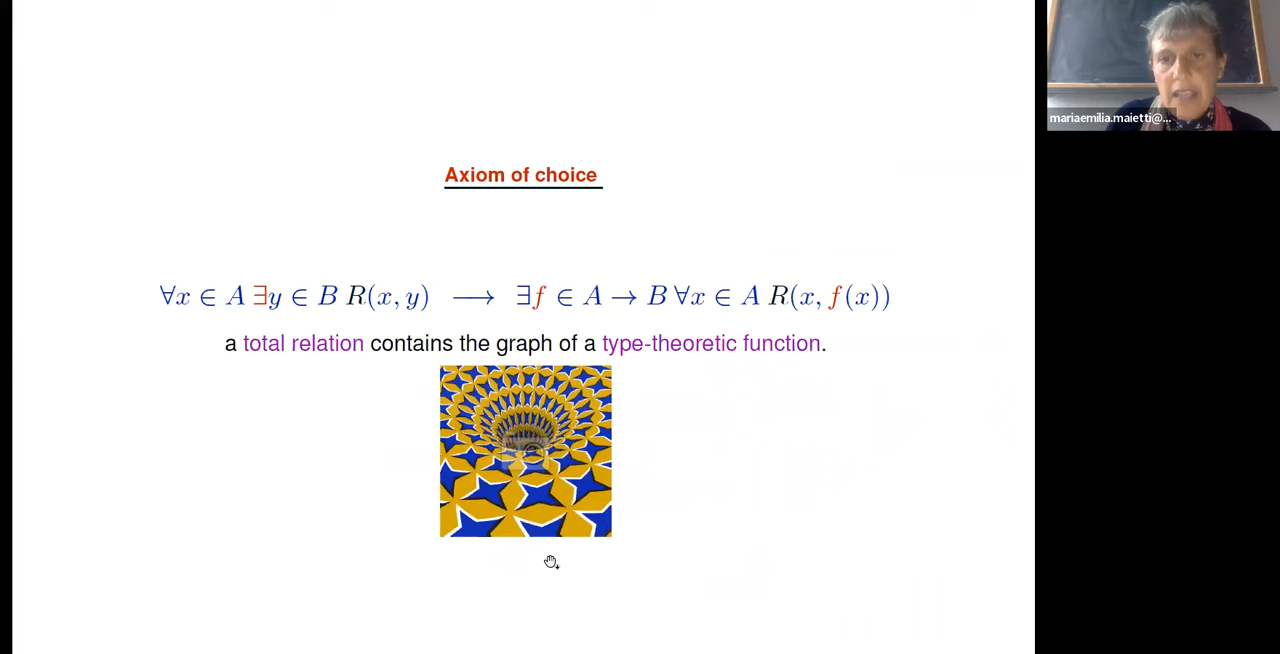 Axiom of choice
∀x ∈ A ∃y ∈ B R(x, y) ⟶ ∃f ∈ A → B ∀x ∈ A R(x, f(x))
a total relation contains the graph of a type-theoretic function.
mariaemilia.maietti@...